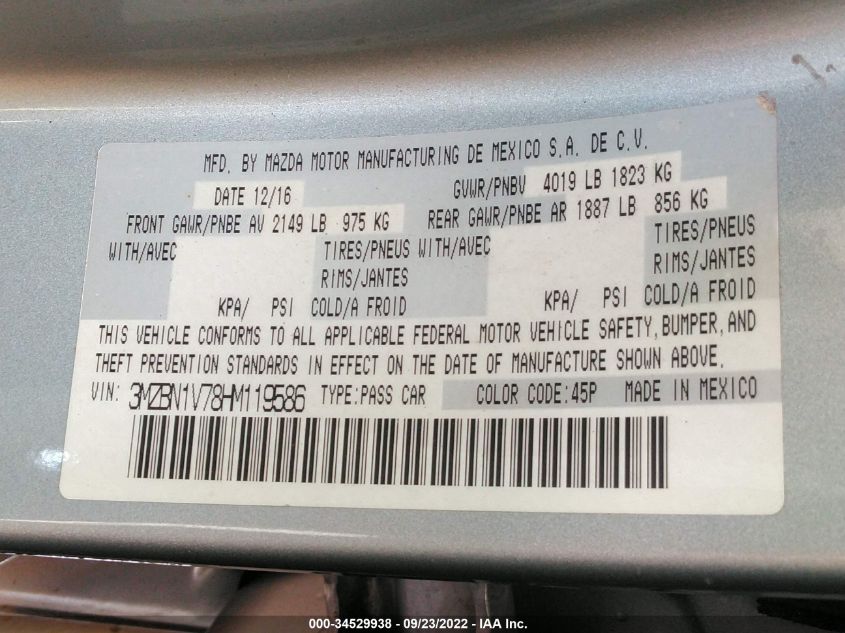 MFD. BY MAZDA MOTOR MANUFACTURING DE MEXICO S.A. DE C.V.
DATE 12/16 GVWR/PNBV 4019 LB 1823 KG
FRONT GAWR/PNBE AV 2149 LB 975 KG REAR GAWR/PNBE AR 1887 LB 856 KG
WITH/AVEC TIRES/PNEUS WITH/AVEC TIRES/PNEUS
RIMS/JANTES RIMS/JANTES
KPA/ PSI COLD/A FROID KPA/ PSI COLD/A FROID
THIS VEHICLE CONFORMS TO ALL APPLICABLE FEDERAL MOTOR VEHICLE SAFETY, BUMPER, AND
THEFT PREVENTION STANDARDS IN EFFECT ON THE DATE OF MANUFACTURE SHOWN ABOVE.
VIN: 3MZBN1V78HM119586 TYPE:PASS CAR COLOR CODE:45P MADE IN MEXICO
000-34529938 - 09/23/2022 - IAA Inc.